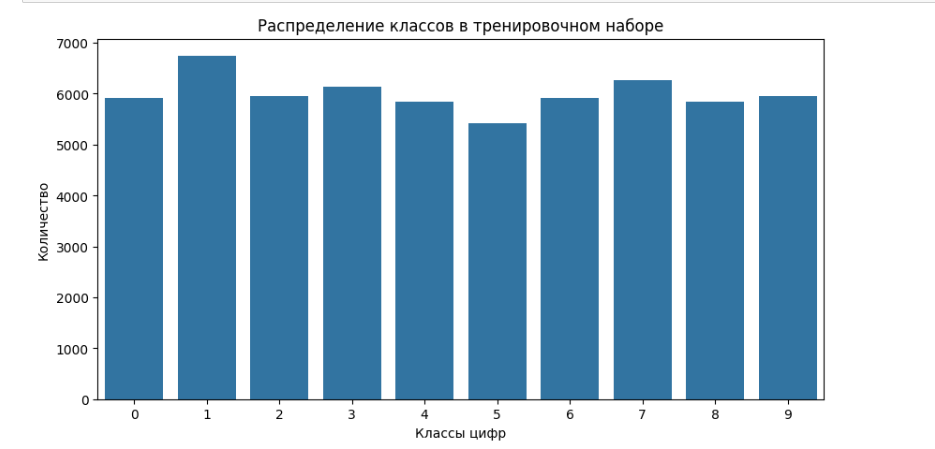 Распределение классов в тренировочном наборе
7000
6000
5000
4000
3000
2000
1000
0
Количество
0 1 2 3 4 5 6 7 8 9
Классы цифр